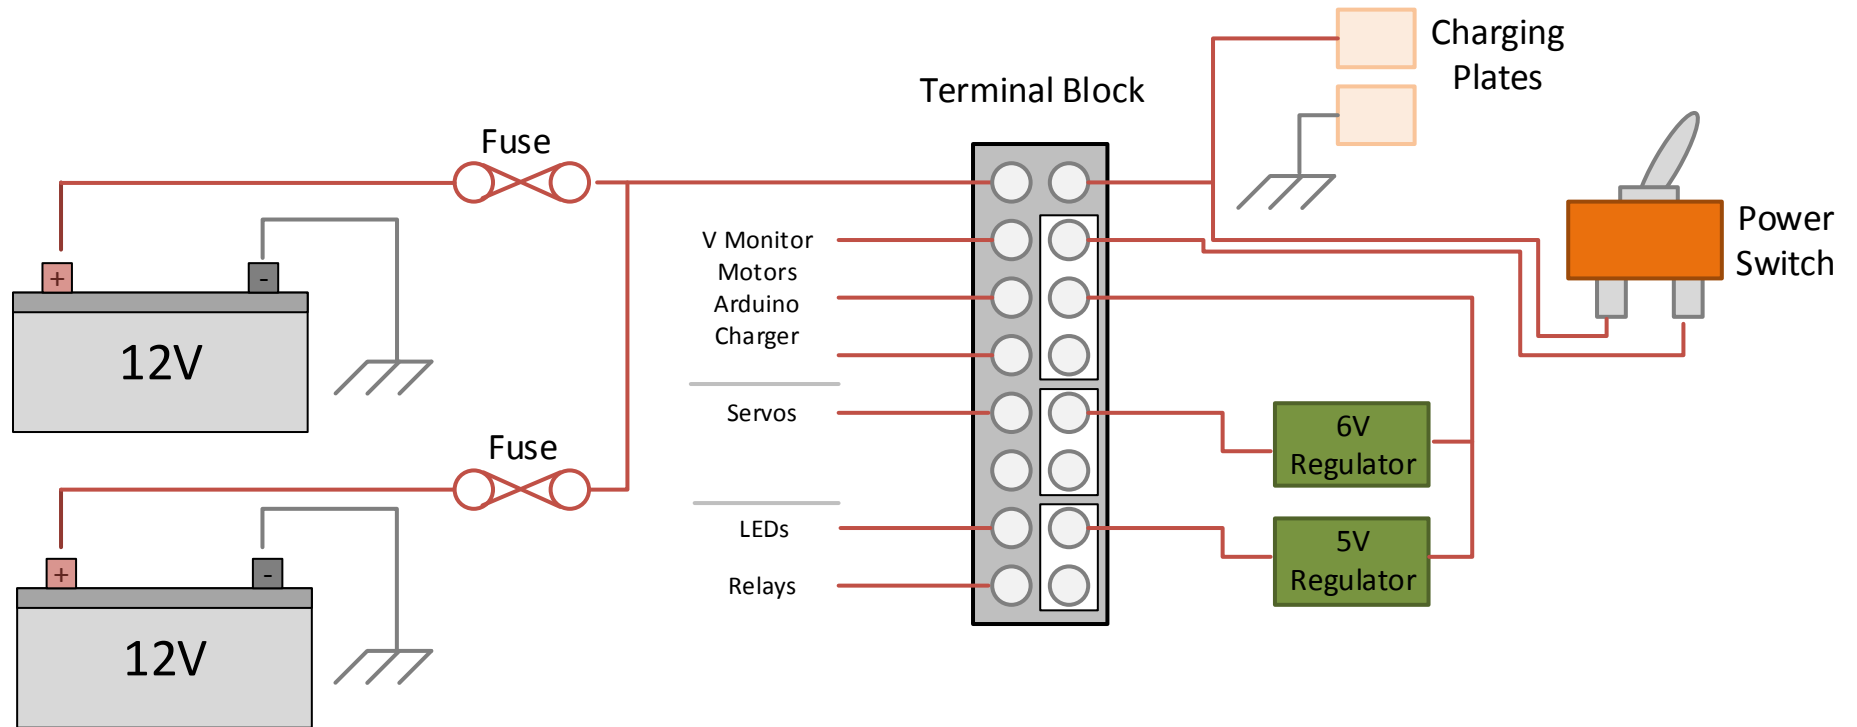 Charging
Plates
Terminal Block
Fuse
Power
Switch
V Monitor
Motors
Arduino
Charger
+
-
12V
Servos
6V
Regulator
Fuse
LEDs
5V
Regulator
Relays
+
-
12V